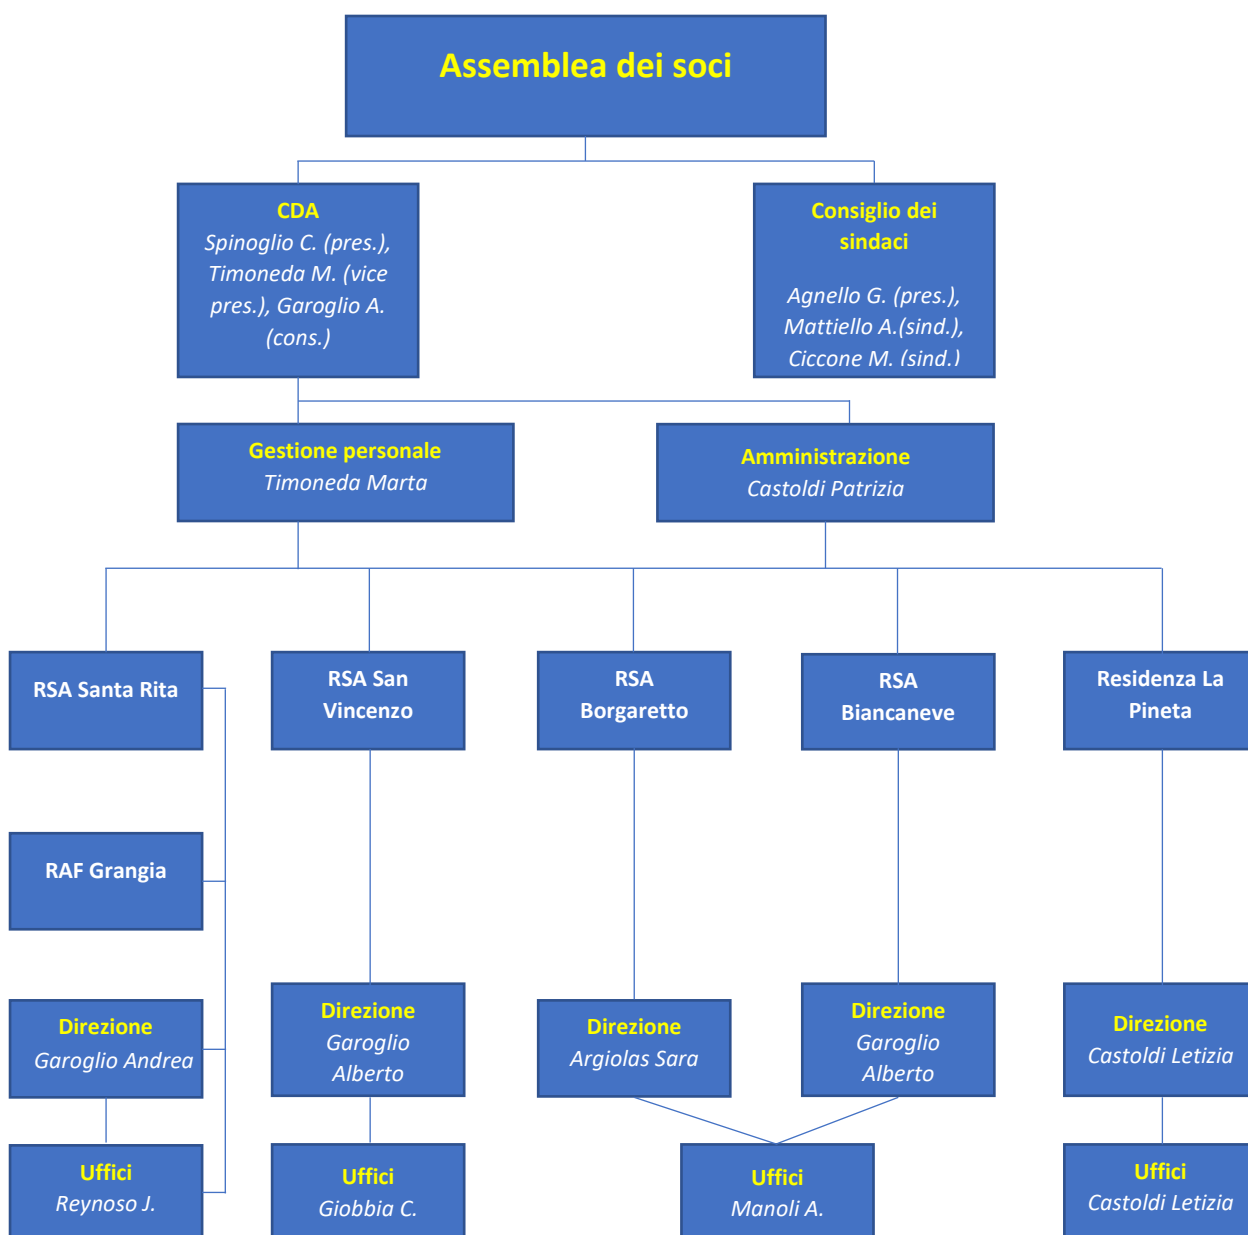 Assemblea dei soci
CDA
Spinoglio C. (pres.),
Timoneda M. (vice
pres.), Garoglio A.
(cons.)
Consiglio dei
sindaci
Agnello G. (pres.),
Mattiello A.(sind.),
Ciccone M. (sind.)
Gestione personale
Timoneda Marta
Amministrazione
Castoldi Patrizia
RSA Santa Rita
RSA San
Vincenzo
RSA
Borgaretto
RSA
Biancaneve
Residenza La
Pineta
RAF Grangia
Direzione
Garoglio Andrea
Direzione
Garoglio
Alberto
Direzione
Argiolas Sara
Direzione
Garoglio
Alberto
Direzione
Castoldi Letizia
Uffici
Reynoso J.
Uffici
Giobbia C.
Uffici
Manoli A.
Uffici
Castoldi Letizia